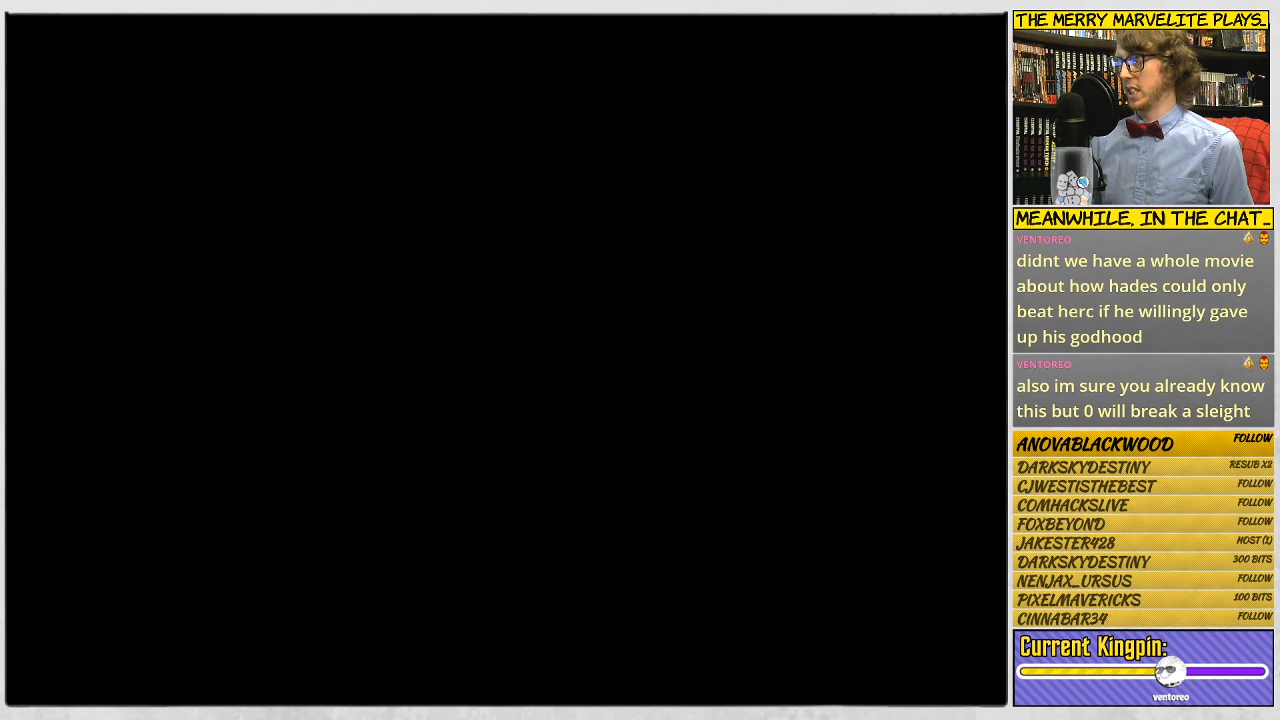 THE MERRY MARVELITE PLAYS...
MEANWHILE, IN THE CHAT...
VENTOREO
didnt we have a whole movie
about how hades could only
beat herc if he willingly gave
up his godhood
VENTOREO
also im sure you already know
this but 0 will break a sleight
ANOVABLACKWOOD FOLLOW
DARKSKYDESTINY RESUB X2
CJWESTISTHEBEST FOLLOW
COMHACKSLIVE FOLLOW
FOXBEYOND FOLLOW
JAKESTER428 HOST (1)
DARKSKYDESTINY 300 BITS
NENJAX_URSUS FOLLOW
PIXELMAVERICKS 100 BITS
CINNABAR34 FOLLOW
Current Kingpin:
ventoreo